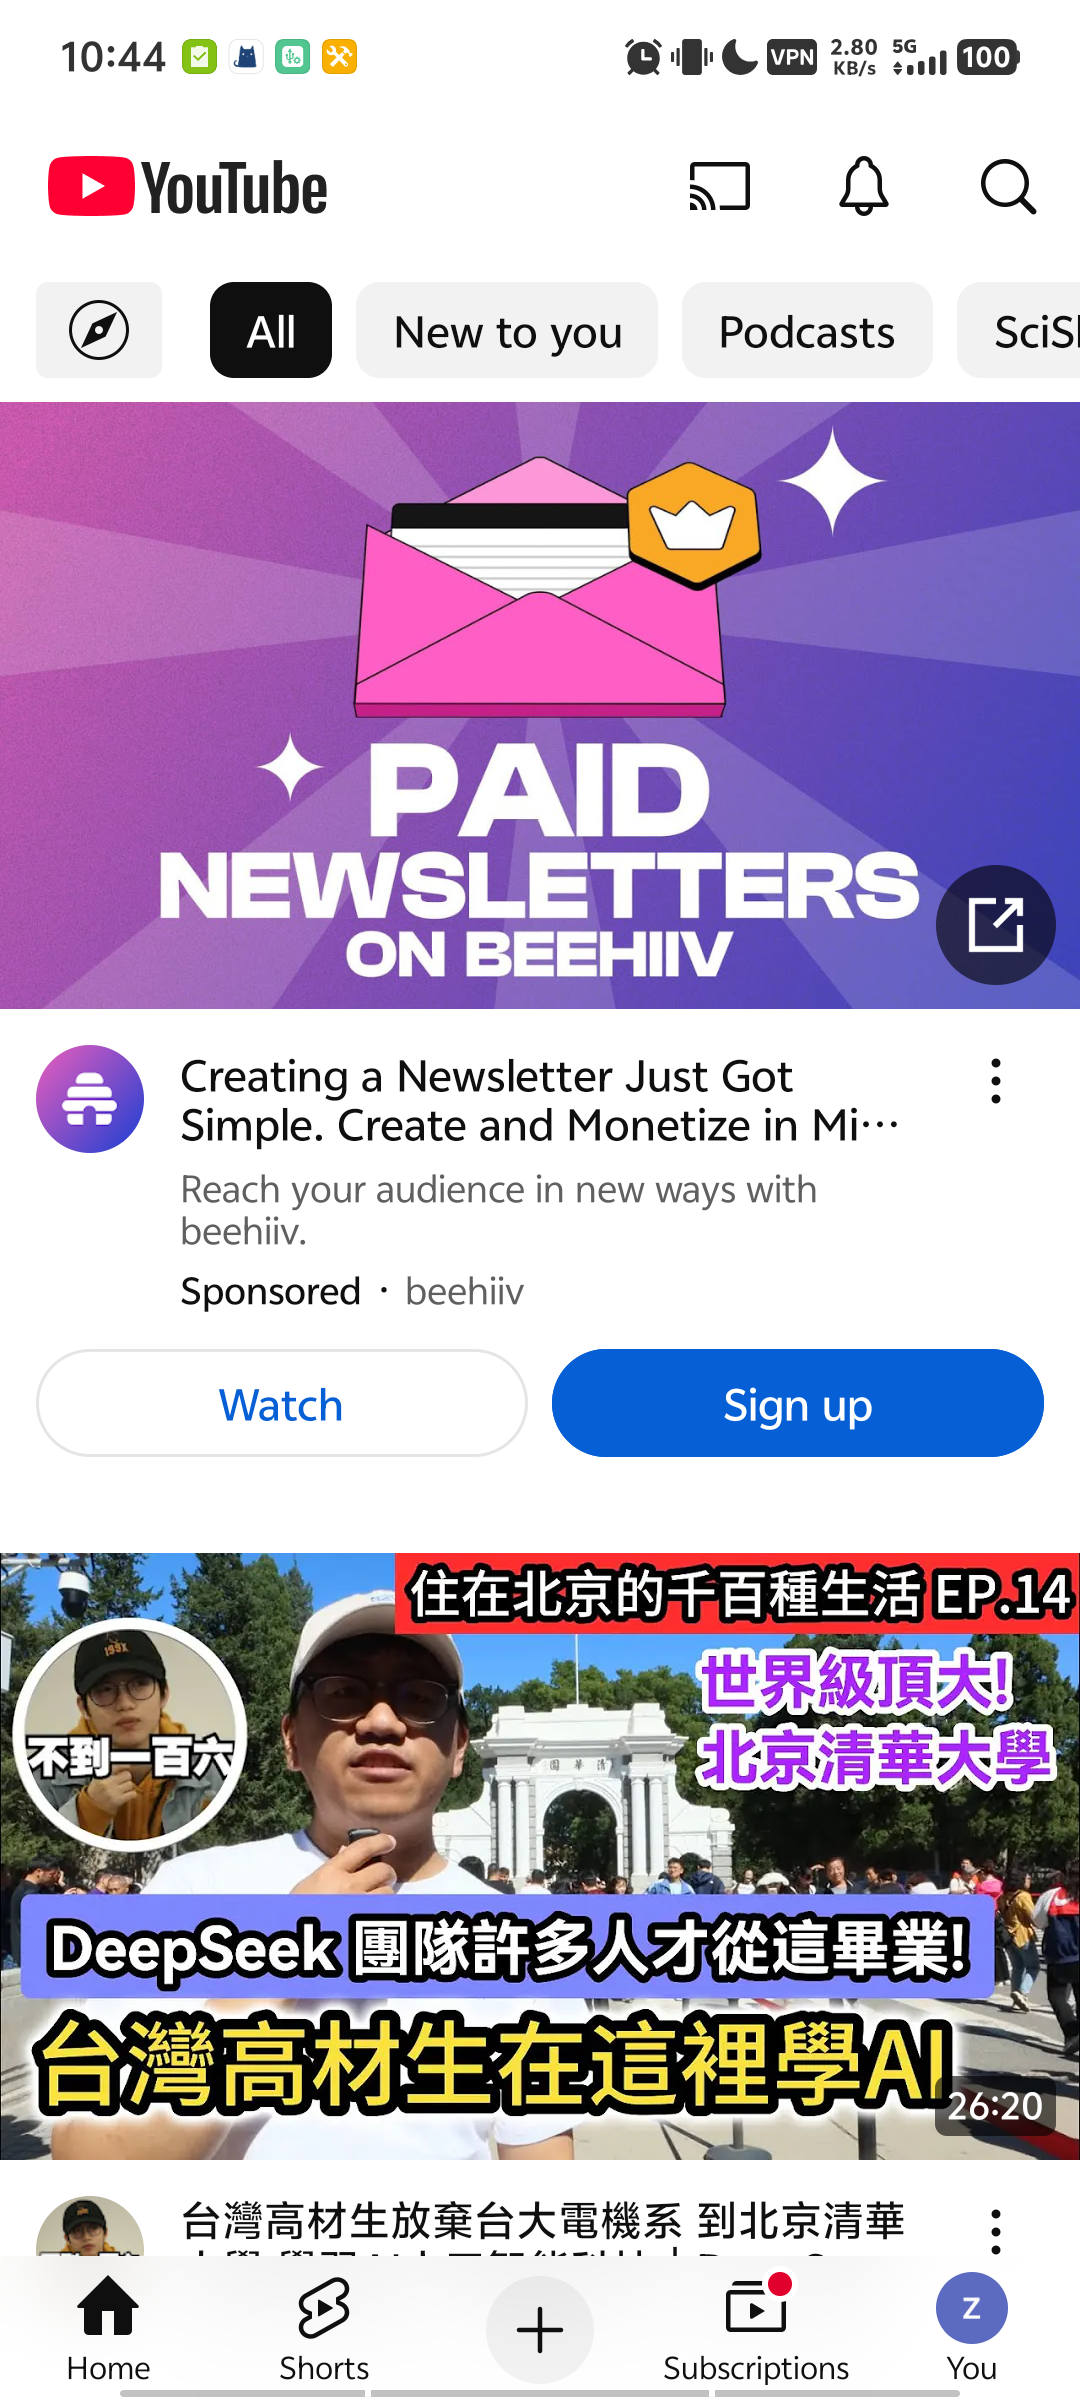 10:44
VPN
2.80 KB/s
5G
100
YouTube
All
New to you
Podcasts
PAID
NEWSLETTERS
ON BEEHIIV
Creating a Newsletter Just Got
Simple. Create and Monetize in Mi…
Reach your audience in new ways with
beehiiv.
Sponsored · beehiiv
Watch
Sign up
住在北京的千百種生活 EP.14
世界級頂大!
北京清華大學
199X
不到一百六
園華清
DeepSeek 團隊許多人才從這畢業!
台灣高材生在這裡學AI
26:20
台灣高材生放棄台大電機系 到北京清華
Home
Shorts
Subscriptions
Z
You